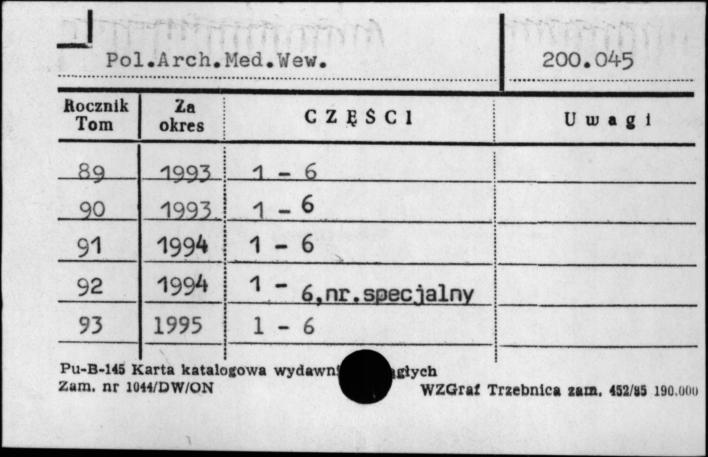 Pol.Arch.Med.Wew. 200.045
Rocznik Tom Za okres CZĘŚCI Uwagi
89 1993 1 - 6
90 1993 1 - 6
91 1994 1 - 6
92 1994 1 - 6,nr.specjalny
93 1995 1 - 6
Pu-B-145 Karta katalogowa
Zam. nr 1044/DW/ON WZGraf Trzebnica zam. 452/85 190.000